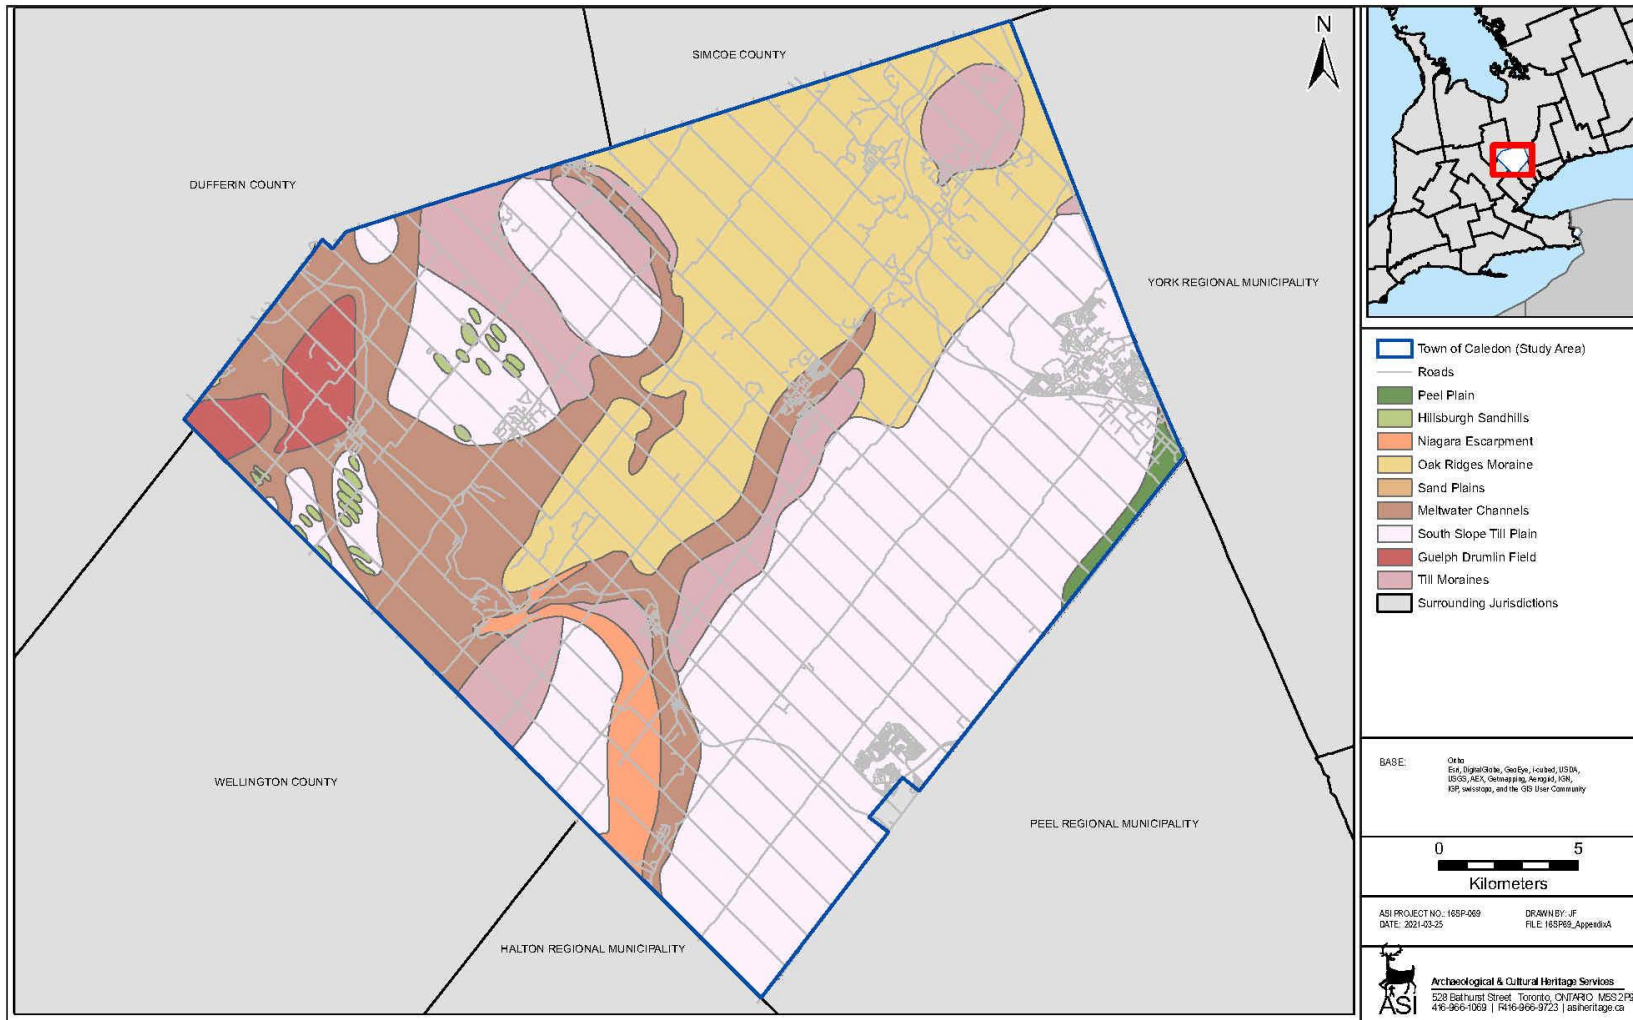 SIMCOE COUNTY
N
DUFFERIN COUNTY
YORK REGIONAL MUNICIPALITY
WELLINGTON COUNTY
PEEL REGIONAL MUNICIPALITY
HALTON REGIONAL MUNICIPALITY
Town of Caledon (Study Area)
Roads
Peel Plain
Hillsburgh Sandhills
Niagara Escarpment
Oak Ridges Moraine
Sand Plains
Meltwater Channels
South Slope Till Plain
Guelph Drumlin Field
Till Moraines
Surrounding Jurisdictions
BASE:
Ortho
Esri, DigitalGlobe, GeoEye, i-cubed, USDA,
USGS, AEX, Getmapping, Aerogrid, IGN,
IGP, swisstopo, and the GIS User Community
0 5
Kilometers
ASI PROJECT NO.: 16SP-069 DRAWN BY: JF
DATE: 2021-03-25 FILE: 16SP69_AppendixA
ASI
Archaeological & Cultural Heritage Services
528 Bathurst Street Toronto, ONTARIO M5S 2P9
416-966-1069 | F416-966-9723 | asiheritage.ca